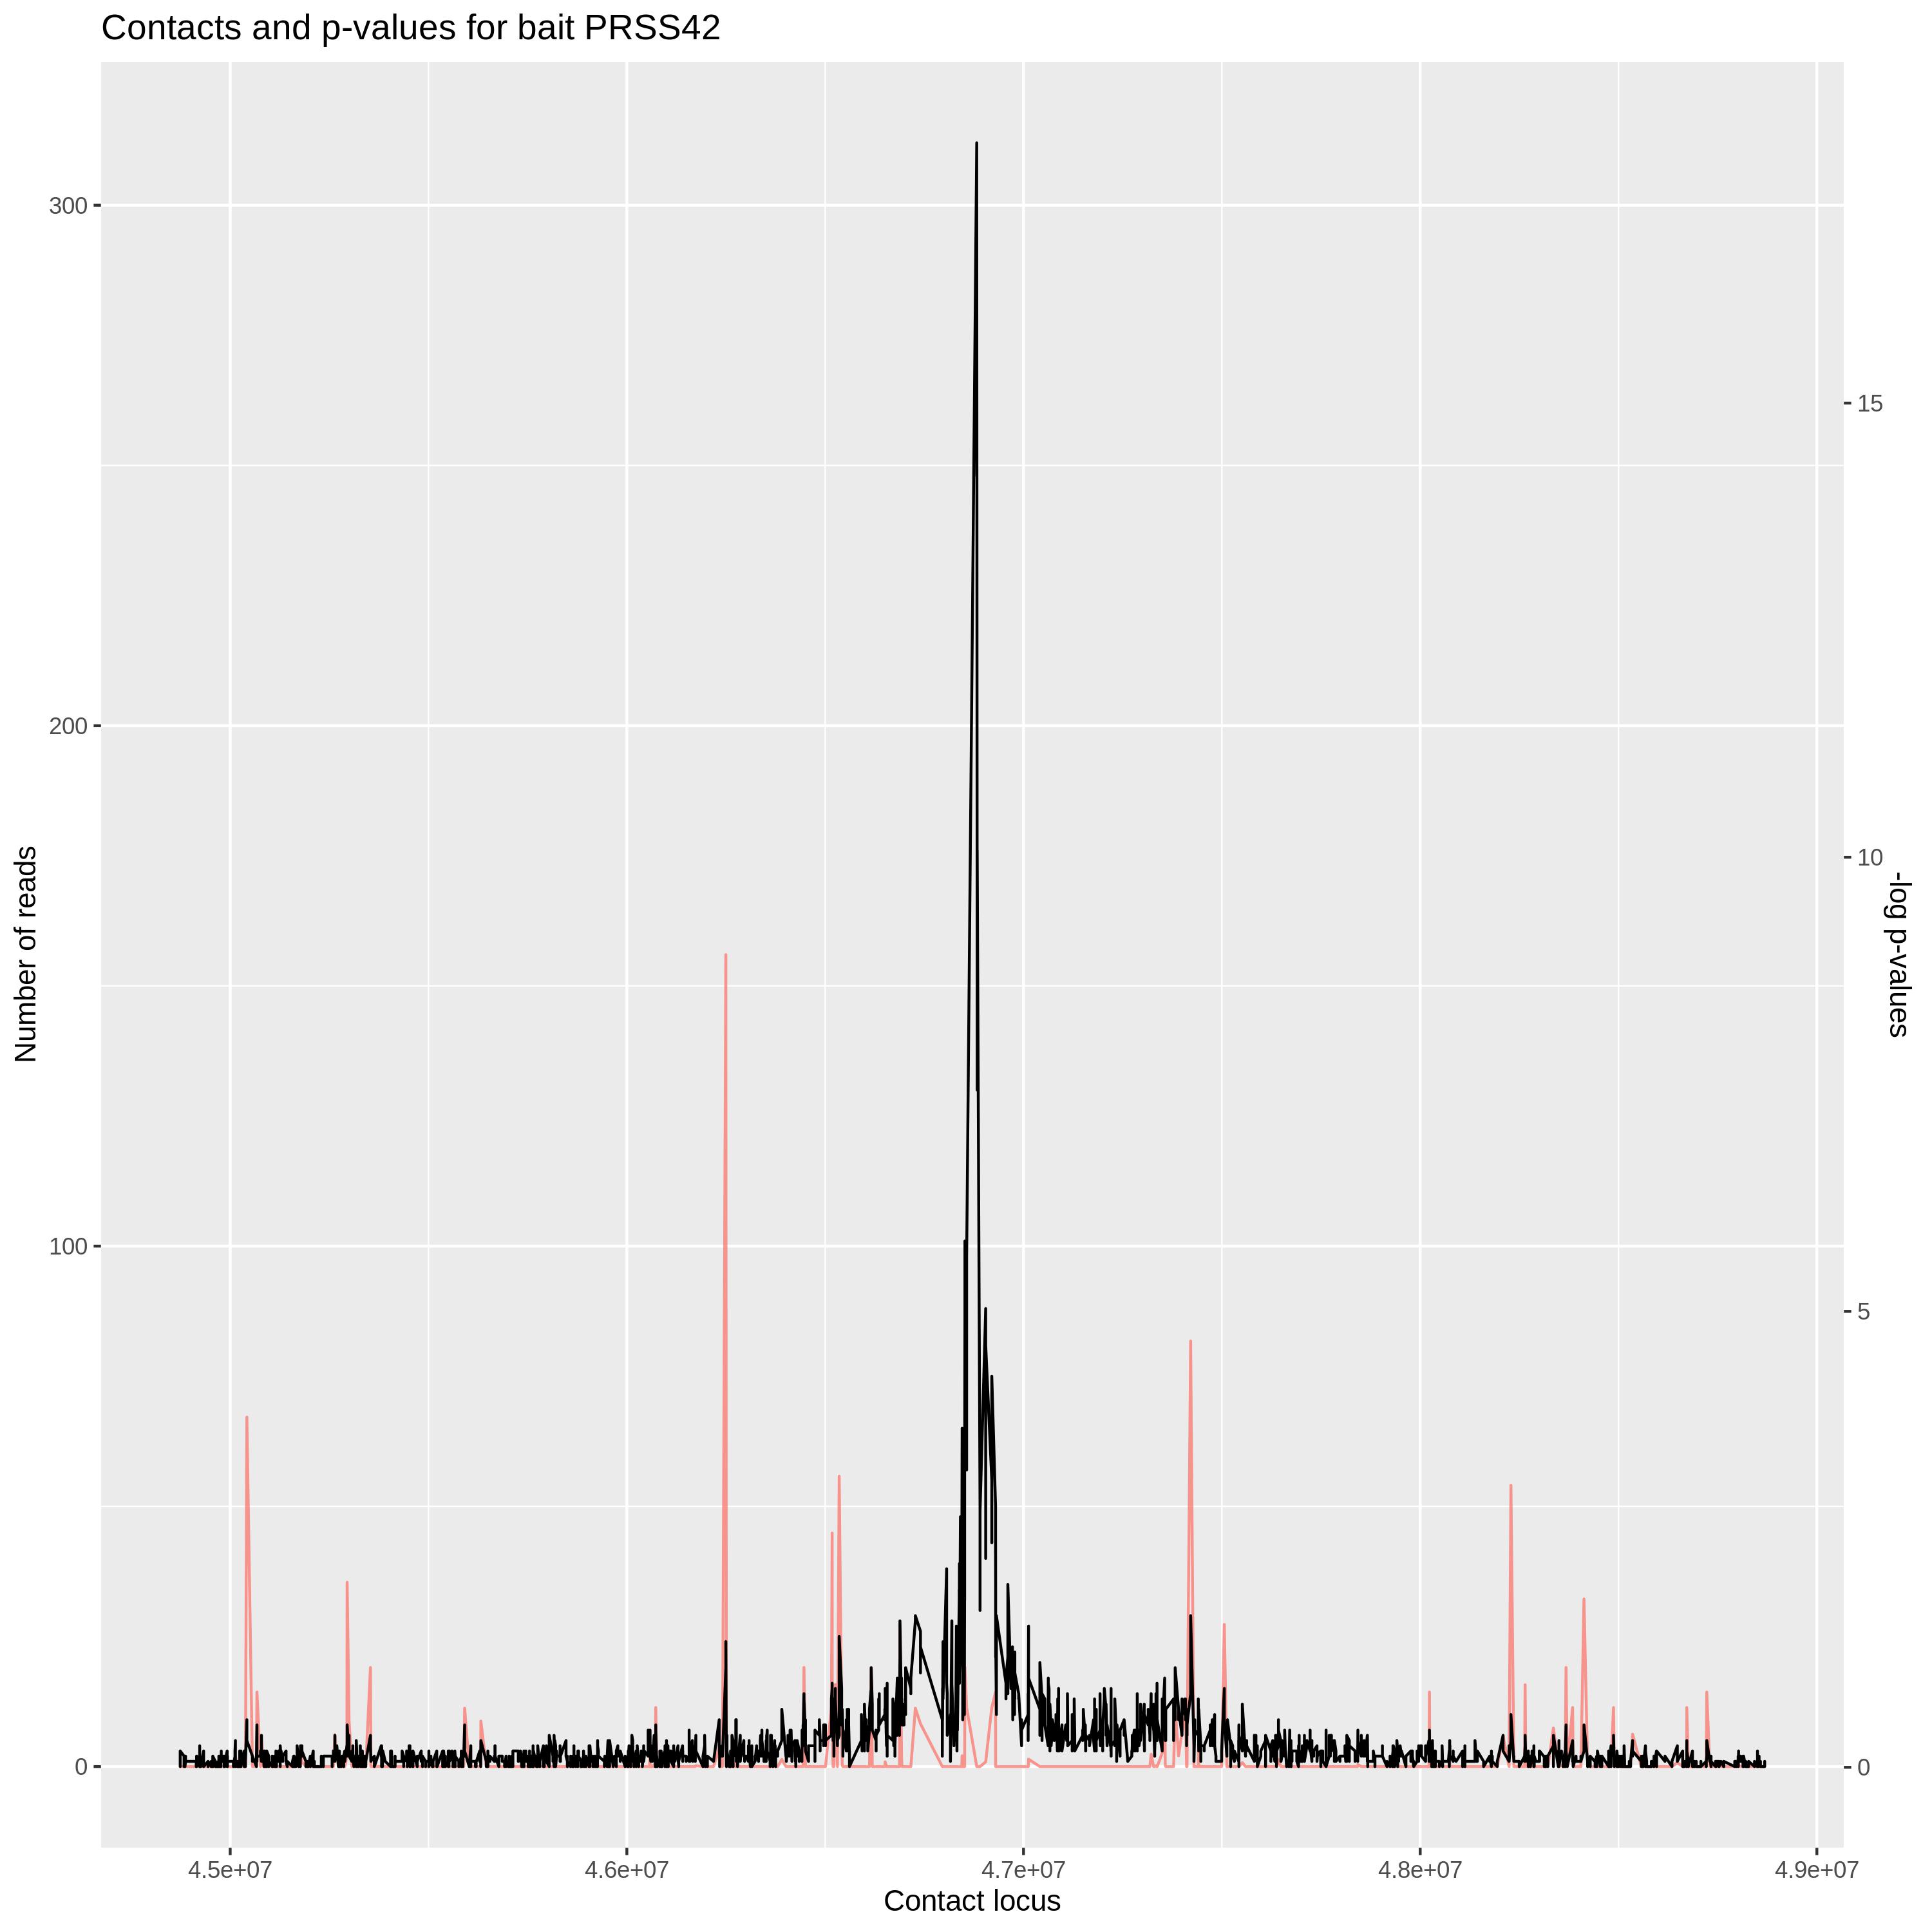 Contacts and p-values for bait PRSS42
300
200
100
0
Number of reads
15
10
5
0
-log p-values
4.5e+07
4.6e+07
4.7e+07
4.8e+07
4.9e+07
Contact locus